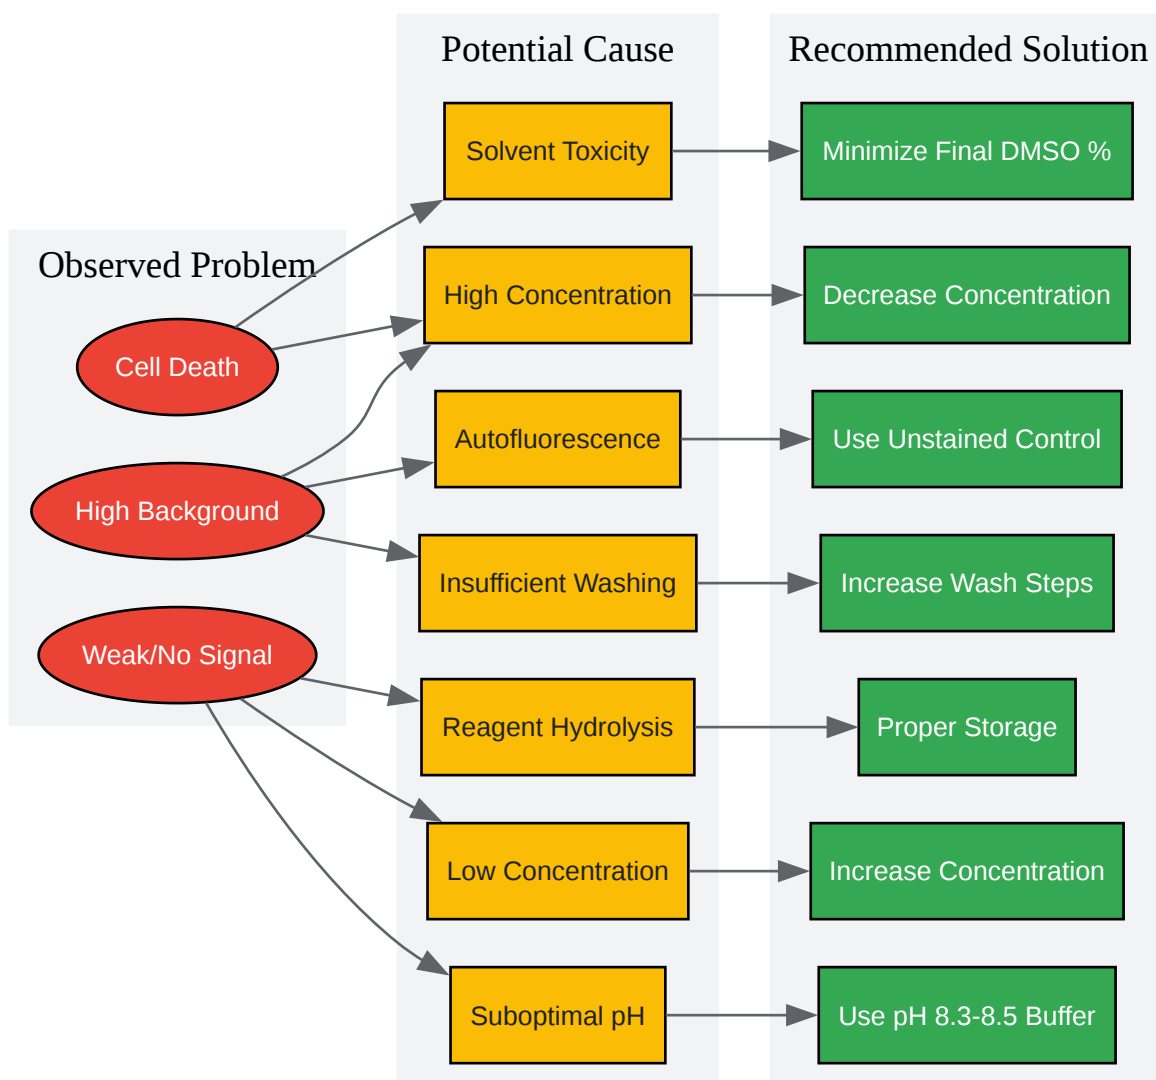 Potential Cause
Recommended Solution
Solvent Toxicity
Minimize Final DMSO %
Observed Problem
High Concentration
Decrease Concentration
Cell Death
Autofluorescence
Use Unstained Control
High Background
Insufficient Washing
Increase Wash Steps
Weak/No Signal
Reagent Hydrolysis
Proper Storage
Low Concentration
Increase Concentration
Suboptimal pH
Use pH 8.3-8.5 Buffer